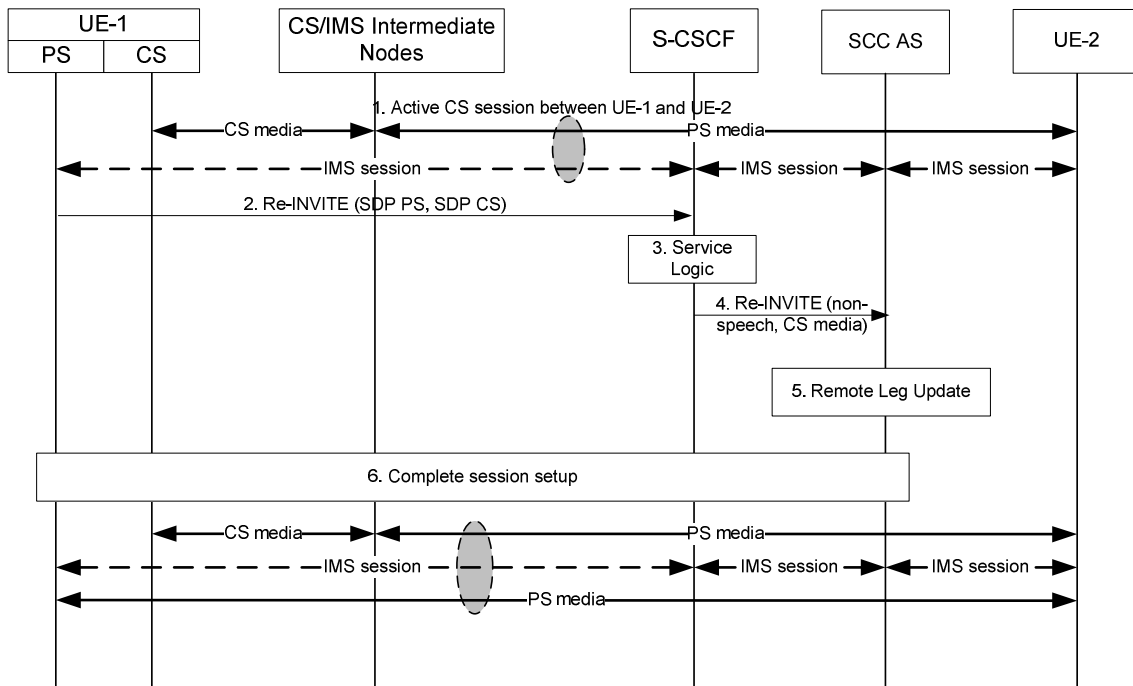 UE-1
PS
CS
CS/IMS Intermediate
Nodes
S-CSCF
SCC AS
UE-2
1. Active CS session between UE-1 and UE-2
CS media
PS media
IMS session
IMS session
IMS session
2. Re-INVITE (SDP PS, SDP CS)
3. Service
Logic
4. Re-INVITE (non-
speech, CS media)
5. Remote Leg Update
6. Complete session setup
CS media
PS media
IMS session
IMS session
IMS session
PS media